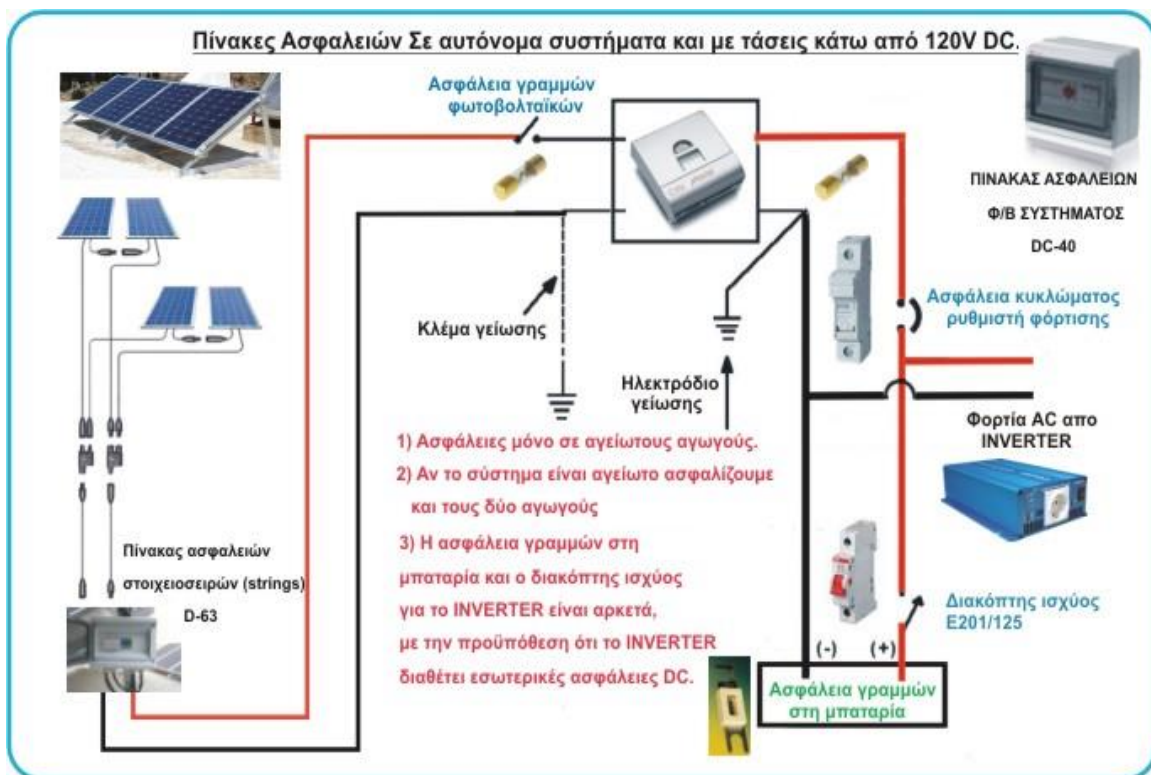 Πίνακες Ασφαλειών Σε αυτόνομα συστήματα και με τάσεις κάτω από 120V DC.
Ασφάλεια γραμμών
φωτοβολταϊκών
ΠΙΝΑΚΑΣ ΑΣΦΑΛΕΙΩΝ
Φ/Β ΣΥΣΤΗΜΑΤΟΣ
DC-40
Ασφάλεια κυκλώματος
ρυθμιστή φόρτισης
Κλέμα γείωσης
Ηλεκτρόδιο
γείωσης
Φορτία AC απο
INVERTER
1) Ασφάλειες μόνο σε αγείωτους αγωγούς.
2) Αν το σύστημα είναι αγείωτο ασφαλίζουμε
και τους δύο αγωγούς
3) Η ασφάλεια γραμμών στη
μπαταρία και ο διακόπτης ισχύος
για το INVERTER είναι αρκετά,
με την προϋπόθεση ότι το INVERTER
διαθέτει εσωτερικές ασφάλειες DC.
Πίνακας ασφαλειών
στοιχειοσειρών (strings)
D-63
Διακόπτης ισχύος
E201/125
(-) (+)
Ασφάλεια γραμμών
στη μπαταρία